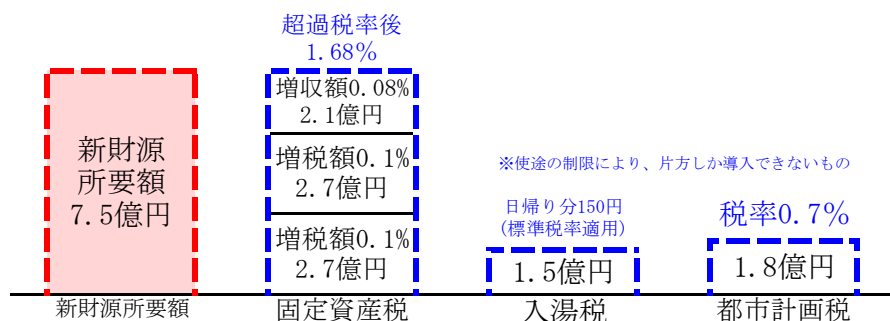 超過税率後
1.68%
増収額0.08%
2.1億円
新財源
所要額
7.5億円
増税額0.1%
2.7億円
増税額0.1%
2.7億円
※使途の制限により、片方しか導入できないもの
日帰り分150円
(標準税率適用)
1.5億円
税率0.7%
1.8億円
新財源所要額
固定資産税
入湯税
都市計画税